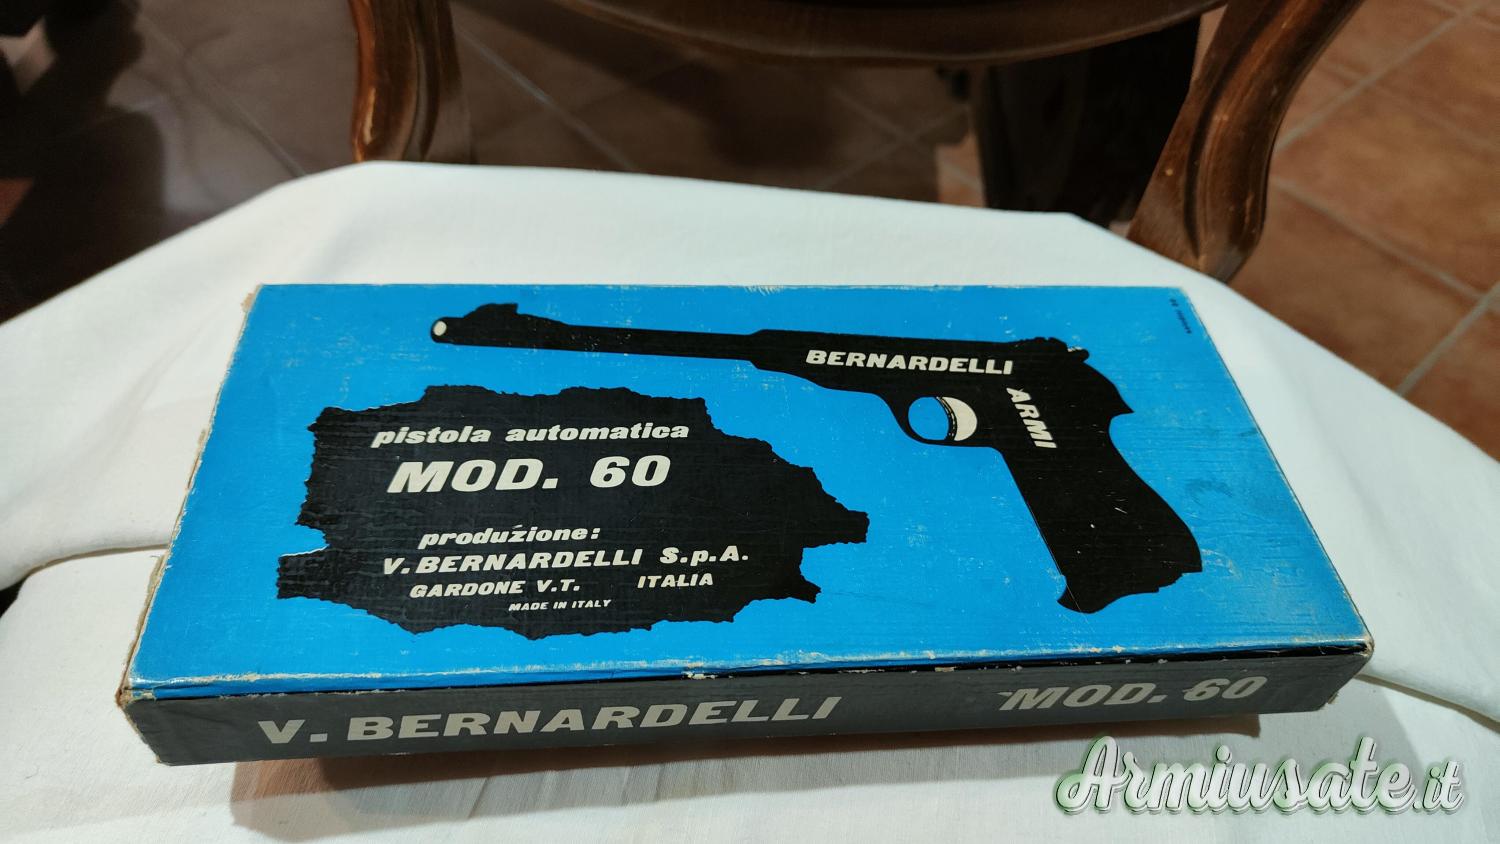 BERNARDELLI
ARMI
pistola automatica
MOD. 60
produzione:
V. BERNARDELLI S.p.A.
GARDONE V.T. ITALIA
MADE IN ITALY
V. BERNARDELLI MOD. 60
Armiusate.it